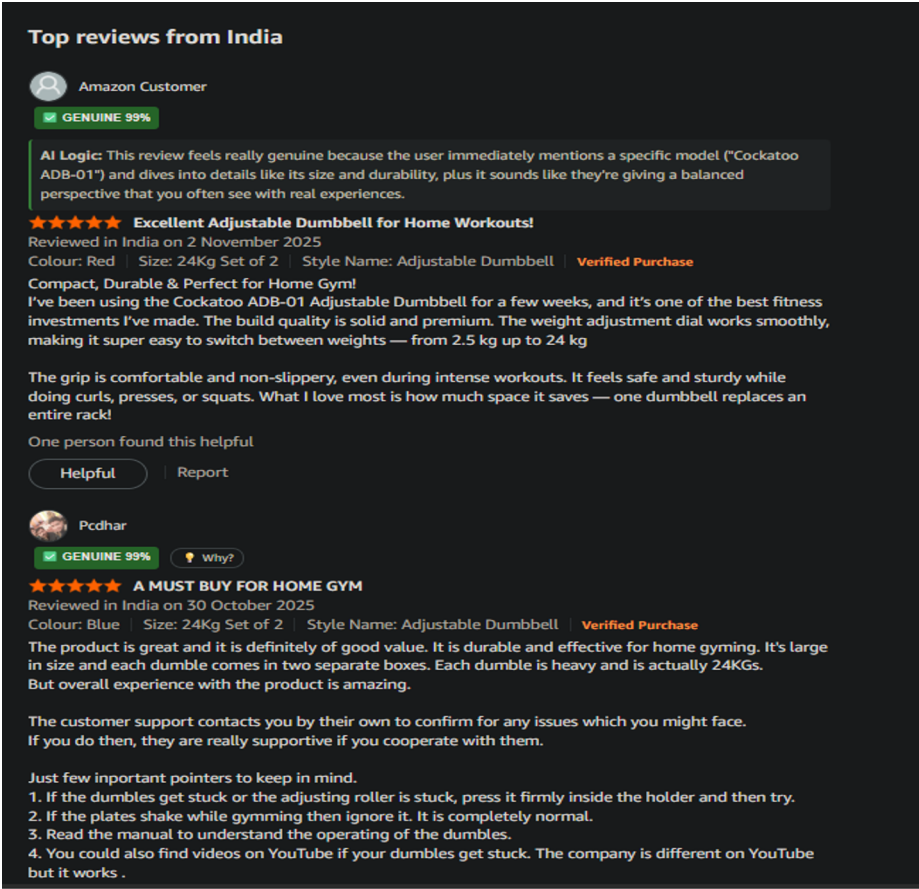 Top reviews from India
Amazon Customer
✅ GENUINE 99%
AI Logic: This review feels really genuine because the user immediately mentions a specific model ("Cockatoo
ADB-01") and dives into details like its size and durability, plus it sounds like they're giving a balanced
perspective that you often see with real experiences.
Excellent Adjustable Dumbbell for Home Workouts!
Reviewed in India on 2 November 2025
Colour: Red | Size: 24Kg Set of 2 | Style Name: Adjustable Dumbbell | Verified Purchase
Compact, Durable & Perfect for Home Gym!
I've been using the Cockatoo ADB-01 Adjustable Dumbbell for a few weeks, and it's one of the best fitness
investments I've made. The build quality is solid and premium. The weight adjustment dial works smoothly,
making it super easy to switch between weights — from 2.5 kg up to 24 kg
The grip is comfortable and non-slippery, even during intense workouts. It feels safe and sturdy while
doing curls, presses, or squats. What I love most is how much space it saves — one dumbbell replaces an
entire rack!
One person found this helpful
Helpful | Report
Pcdhar
✅ GENUINE 99% 💡 Why?
A MUST BUY FOR HOME GYM
Reviewed in India on 30 October 2025
Colour: Blue | Size: 24Kg Set of 2 | Style Name: Adjustable Dumbbell | Verified Purchase
The product is great and it is definitely of good value. It is durable and effective for home gyming. It's large
in size and each dumble comes in two separate boxes. Each dumble is heavy and is actually 24KGs.
But overall experience with the product is amazing.
The customer support contacts you by their own to confirm for any issues which you might face.
If you do then, they are really supportive if you cooperate with them.
Just few inportant pointers to keep in mind.
1. If the dumbles get stuck or the adjusting roller is stuck, press it firmly inside the holder and then try.
2. If the plates shake while gymming then ignore it. It is completely normal.
3. Read the manual to understand the operating of the dumbles.
4. You could also find videos on YouTube if your dumbles get stuck. The company is different on YouTube
but it works .